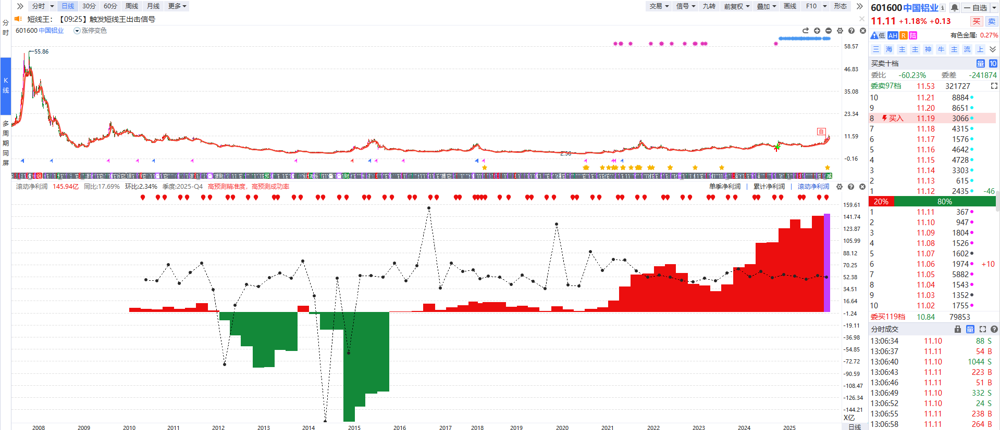 分时 日线 30分 60分 周线 月线 更多 交易 信号 九转 前复权 叠加 画线 F10 形态
短线王：【09:25】触发短线王出击信号
601600 中国铝业 涨停变色
分时
K线
多周期同屏
55.86
2.56
自
58.57
46.83
35.08
23.34
11.59
-0.16
减
滚动净利润 145.94亿 同比:17.69% 环比:2.34% 季度:2025-Q4 高预测精准度，高预测成功率
单季净利润 | 累计净利润 | 滚动净利润
159.61
141.74
123.87
105.99
88.12
70.25
52.38
34.51
16.64
-1.24
-19.11
-36.98
-54.85
-72.72
-90.59
-108.47
-126.34
-144.21
X亿
2008 2009 2010 2011 2012 2013 2014 2015 2016 2017 2018 2019 2020 2021 2022 2023 2024 2025 日线
601600 中国铝业 自选
11.11 +1.18% +0.13 买 卖
低 AH R 陆 有色金属: 0.27%
三 海 主 主 神 牛 主 流 上
买卖十档 量 10
委比 -60.23% 委差 -241874
委卖97档 11.53 321727
10 11.21 8884
9 11.20 8651
8 买入 11.19 3066
7 11.18 4315
6 11.17 1576
5 11.16 4642
4 11.15 4728
3 11.14 3303
2 11.13 615
1 11.12 2435 -46
20% 80%
1 11.11 367
2 11.10 947
3 11.09 1804
4 11.08 1526
5 11.07 1602
6 11.06 1974 +10
7 11.05 5882
8 11.04 1543
9 11.03 1352
10 11.02 1755
委买119档 10.84 79853
分时成交 量
13:06:34 11.10 88 S
13:06:37 11.11 54 B
13:06:40 11.10 1044 S
13:06:43 11.11 223 B
13:06:46 11.11 51 B
13:06:49 11.10 332 S
13:06:52 11.10 24 S
13:06:55 11.11 238 B
13:06:58 11.11 264 B